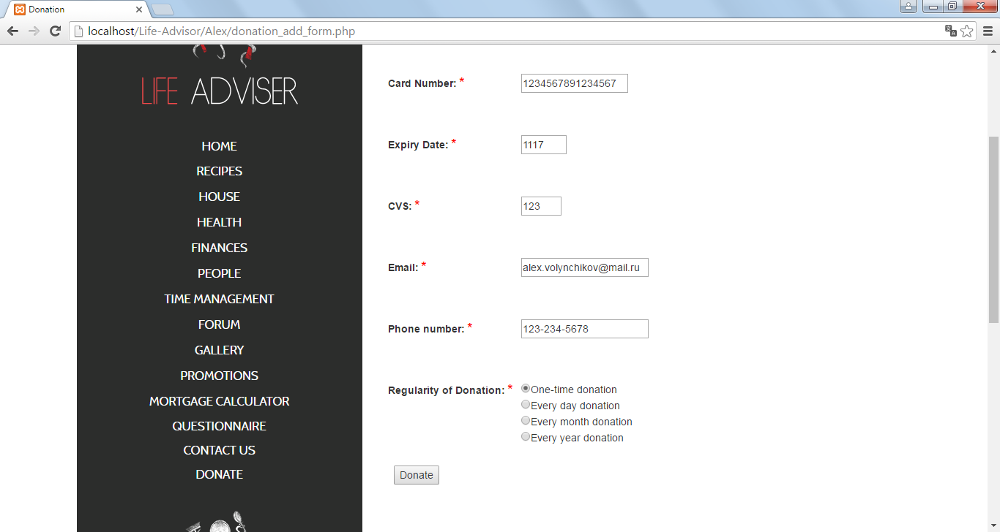 Donation
localhost/Life-Advisor/Alex/donation_add_form.php
LIFE ADVISER
HOME
RECIPES
HOUSE
HEALTH
FINANCES
PEOPLE
TIME MANAGEMENT
FORUM
GALLERY
PROMOTIONS
MORTGAGE CALCULATOR
QUESTIONNAIRE
CONTACT US
DONATE
Card Number: * 1234567891234567
Expiry Date: * 1117
CVS: * 123
Email: * alex.volynchikov@mail.ru
Phone number: * 123-234-5678
Regularity of Donation: * One-time donation
Every day donation
Every month donation
Every year donation
Donate